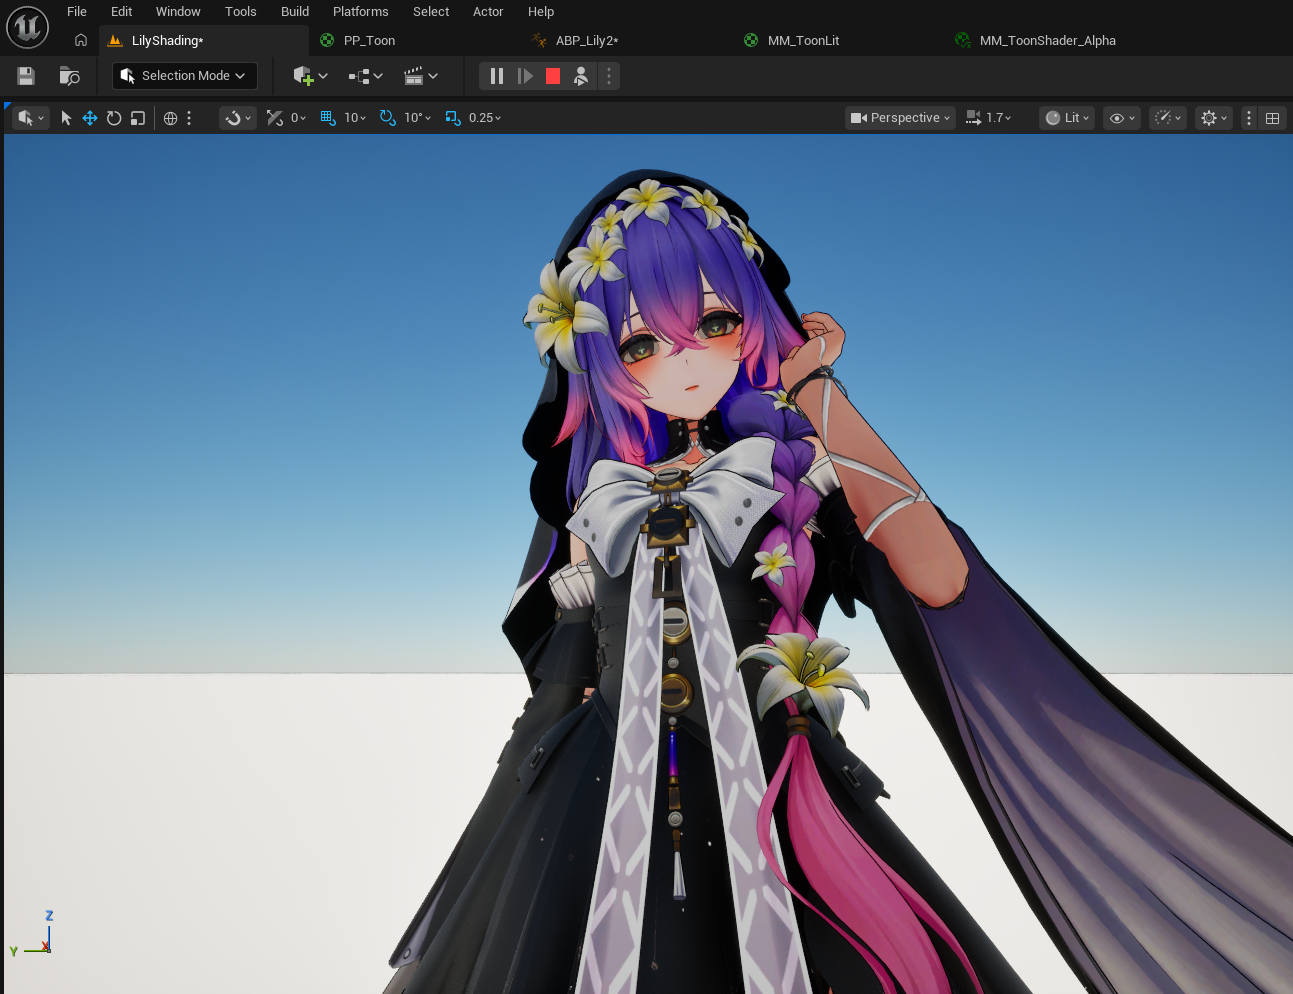 File Edit Window Tools Build Platforms Select Actor Help
LilyShading* PP_Toon ABP_Lily2* MM_ToonLit MM_ToonShader_Alpha
Selection Mode
0 10 10° 0.25 Perspective 1.7 Lit
Z
Y X